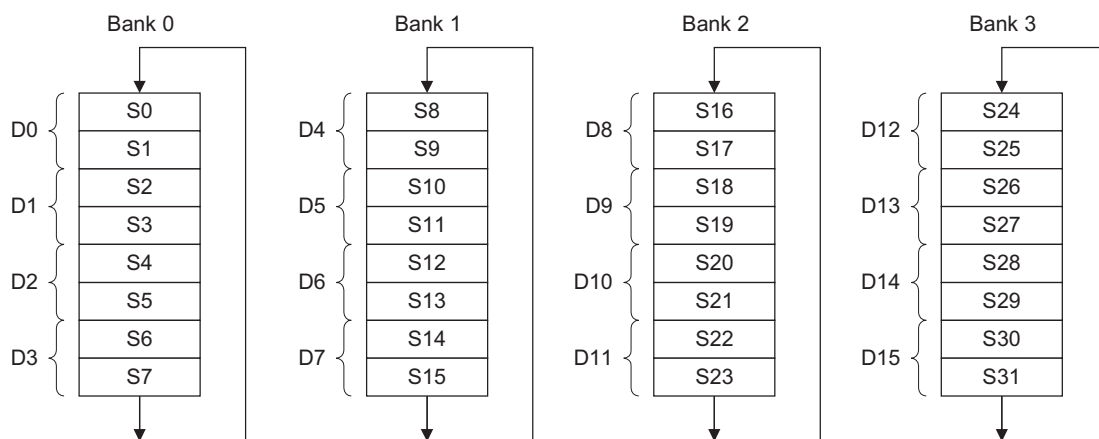 Bank 0 Bank 1 Bank 2 Bank 3
S0 S8 S16 S24
D0 D4 D8 D12
S1 S9 S17 S25
S2 S10 S18 S26
D1 D5 D9 D13
S3 S11 S19 S27
S4 S12 S20 S28
D2 D6 D10 D14
S5 S13 S21 S29
S6 S14 S22 S30
D3 D7 D11 D15
S7 S15 S23 S31